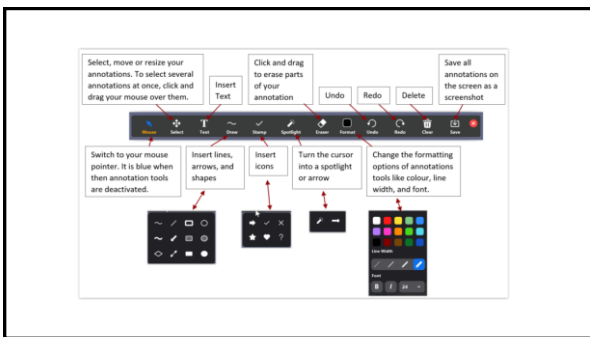 Select, move or resize your
annotations. To select several
annotations at once, click and
drag your mouse over them.
Insert
Text
Click and drag
to erase parts
of your
annotation
Undo
Redo
Delete
Save all
annotations on
the screen as a
screenshot
Mouse
Select
Text
Draw
Stamp
Spotlight
Eraser
Format
Undo
Redo
Clear
Save
Switch to your mouse
pointer. It is blue when
then annotation tools
are deactivated.
Insert lines,
arrows, and
shapes
Insert
icons
Turn the cursor
into a spotlight
or arrow
Change the formatting
options of annotations
tools like colour, line
width, and font.
Line Width
Font
B I 24